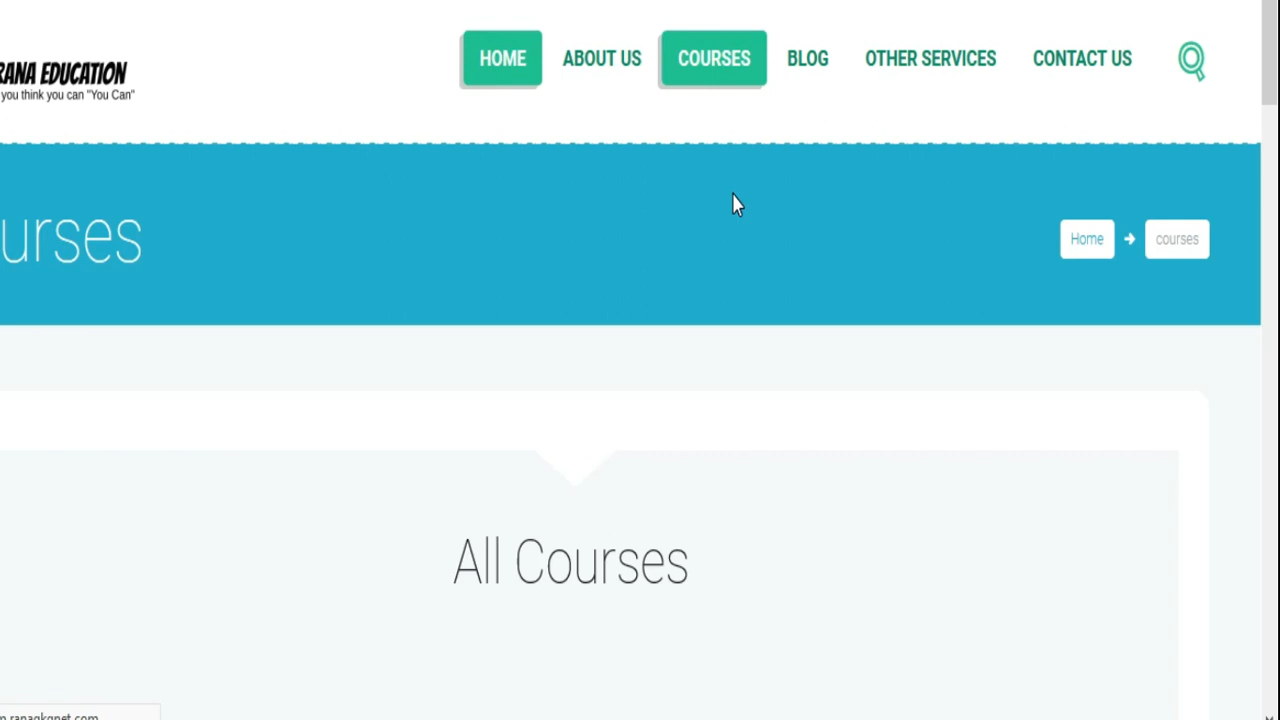 HOME ABOUT US COURSES BLOG OTHER SERVICES CONTACT US
RANA EDUCATION
you think you can "You Can"
urses
Home courses
All Courses